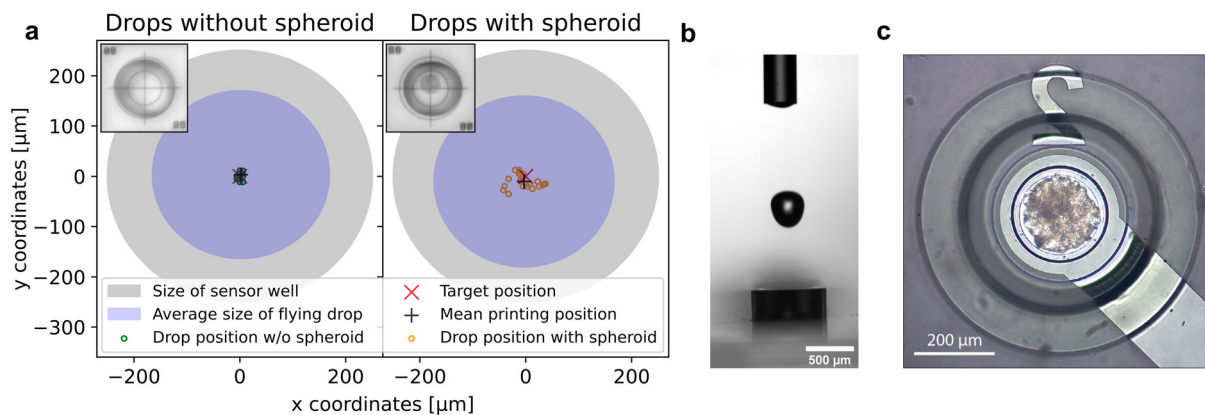 a
Drops without spheroid
Drops with spheroid
b
c
y coordinates [μm]
200
100
0
−100
−200
−300
Size of sensor well
Average size of flying drop
Drop position w/o spheroid
Target position
Mean printing position
Drop position with spheroid
−200
0
200
−200
0
200
x coordinates [μm]
500 μm
2
200 μm